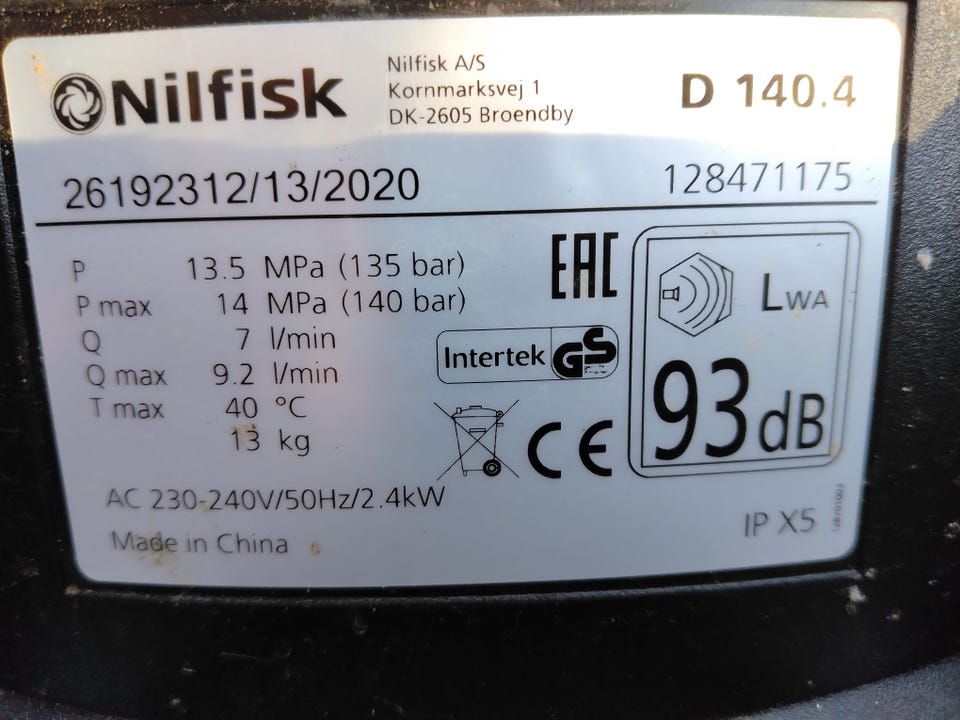 Nilfisk
Nilfisk A/S
Kornmarksvej 1
DK-2605 Broendby
D 140.4
26192312/13/2020
128471175
P 13.5 MPa (135 bar)
P max 14 MPa (140 bar)
Q 7 l/min
Q max 9.2 l/min
T max 40 °C
13 kg
EAC
Intertek GS
CE
LWA
93dB
AC 230-240V/50Hz/2.4kW
IP X5
Made in China